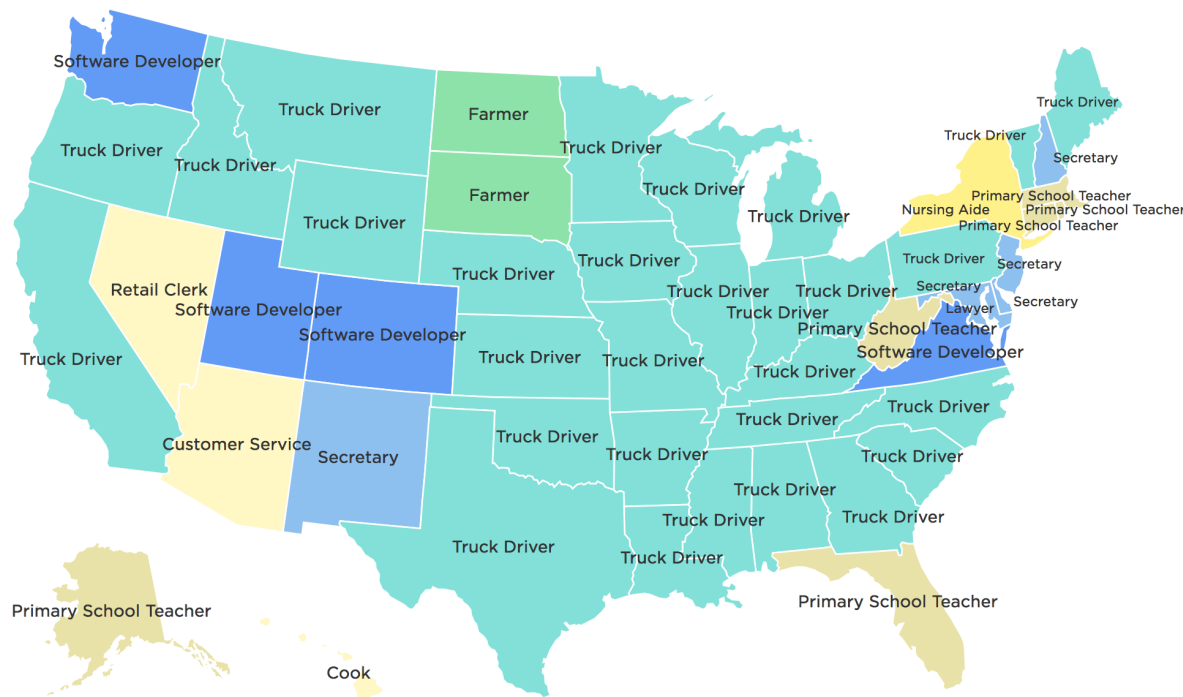 Software Developer
Truck Driver
Truck Driver
Farmer
Truck Driver
Truck Driver
Truck Driver
Truck Driver
Secretary
Truck Driver
Truck Driver
Farmer
Primary School Teacher
Nursing Aide
Primary School Teacher
Truck Driver
Truck Driver
Primary School Teacher
Truck Driver
Truck Driver
Secretary
Truck Driver
Retail Clerk
Truck Driver
Truck Driver
Secretary
Secretary
Software Developer
Lawyer
Truck Driver
Software Developer
Primary School Teacher
Truck Driver
Truck Driver
Truck Driver
Software Developer
Truck Driver
Truck Driver
Truck Driver
Customer Service
Truck Driver
Truck Driver
Truck Driver
Secretary
Truck Driver
Truck Driver
Truck Driver
Truck Driver
Truck Driver
Primary School Teacher
Primary School Teacher
Cook